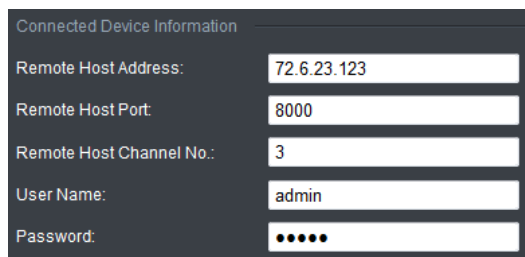 Connected Device Information
Remote Host Address: 72.6.23.123
Remote Host Port: 8000
Remote Host Channel No.: 3
User Name: admin
Password: ●●●●●